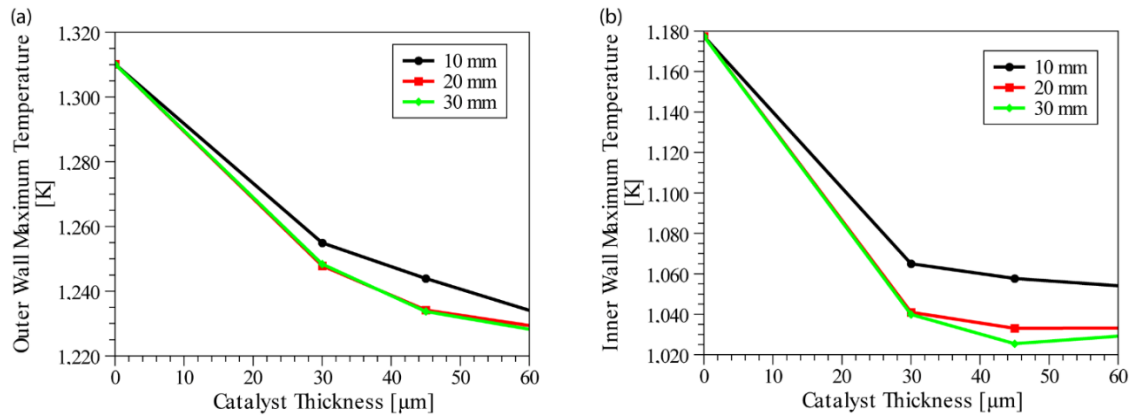 (a)
Outer Wall Maximum Temperature
[K]
1.320
1.300
1.280
1.260
1.240
1.220
0
10
20
30
40
50
60
Catalyst Thickness [μm]
10 mm
20 mm
30 mm
(b)
Inner Wall Maximum Temperature
[K]
1.180
1.160
1.140
1.120
1.100
1.080
1.060
1.040
1.020
0
10
20
30
40
50
60
Catalyst Thickness [μm]
10 mm
20 mm
30 mm